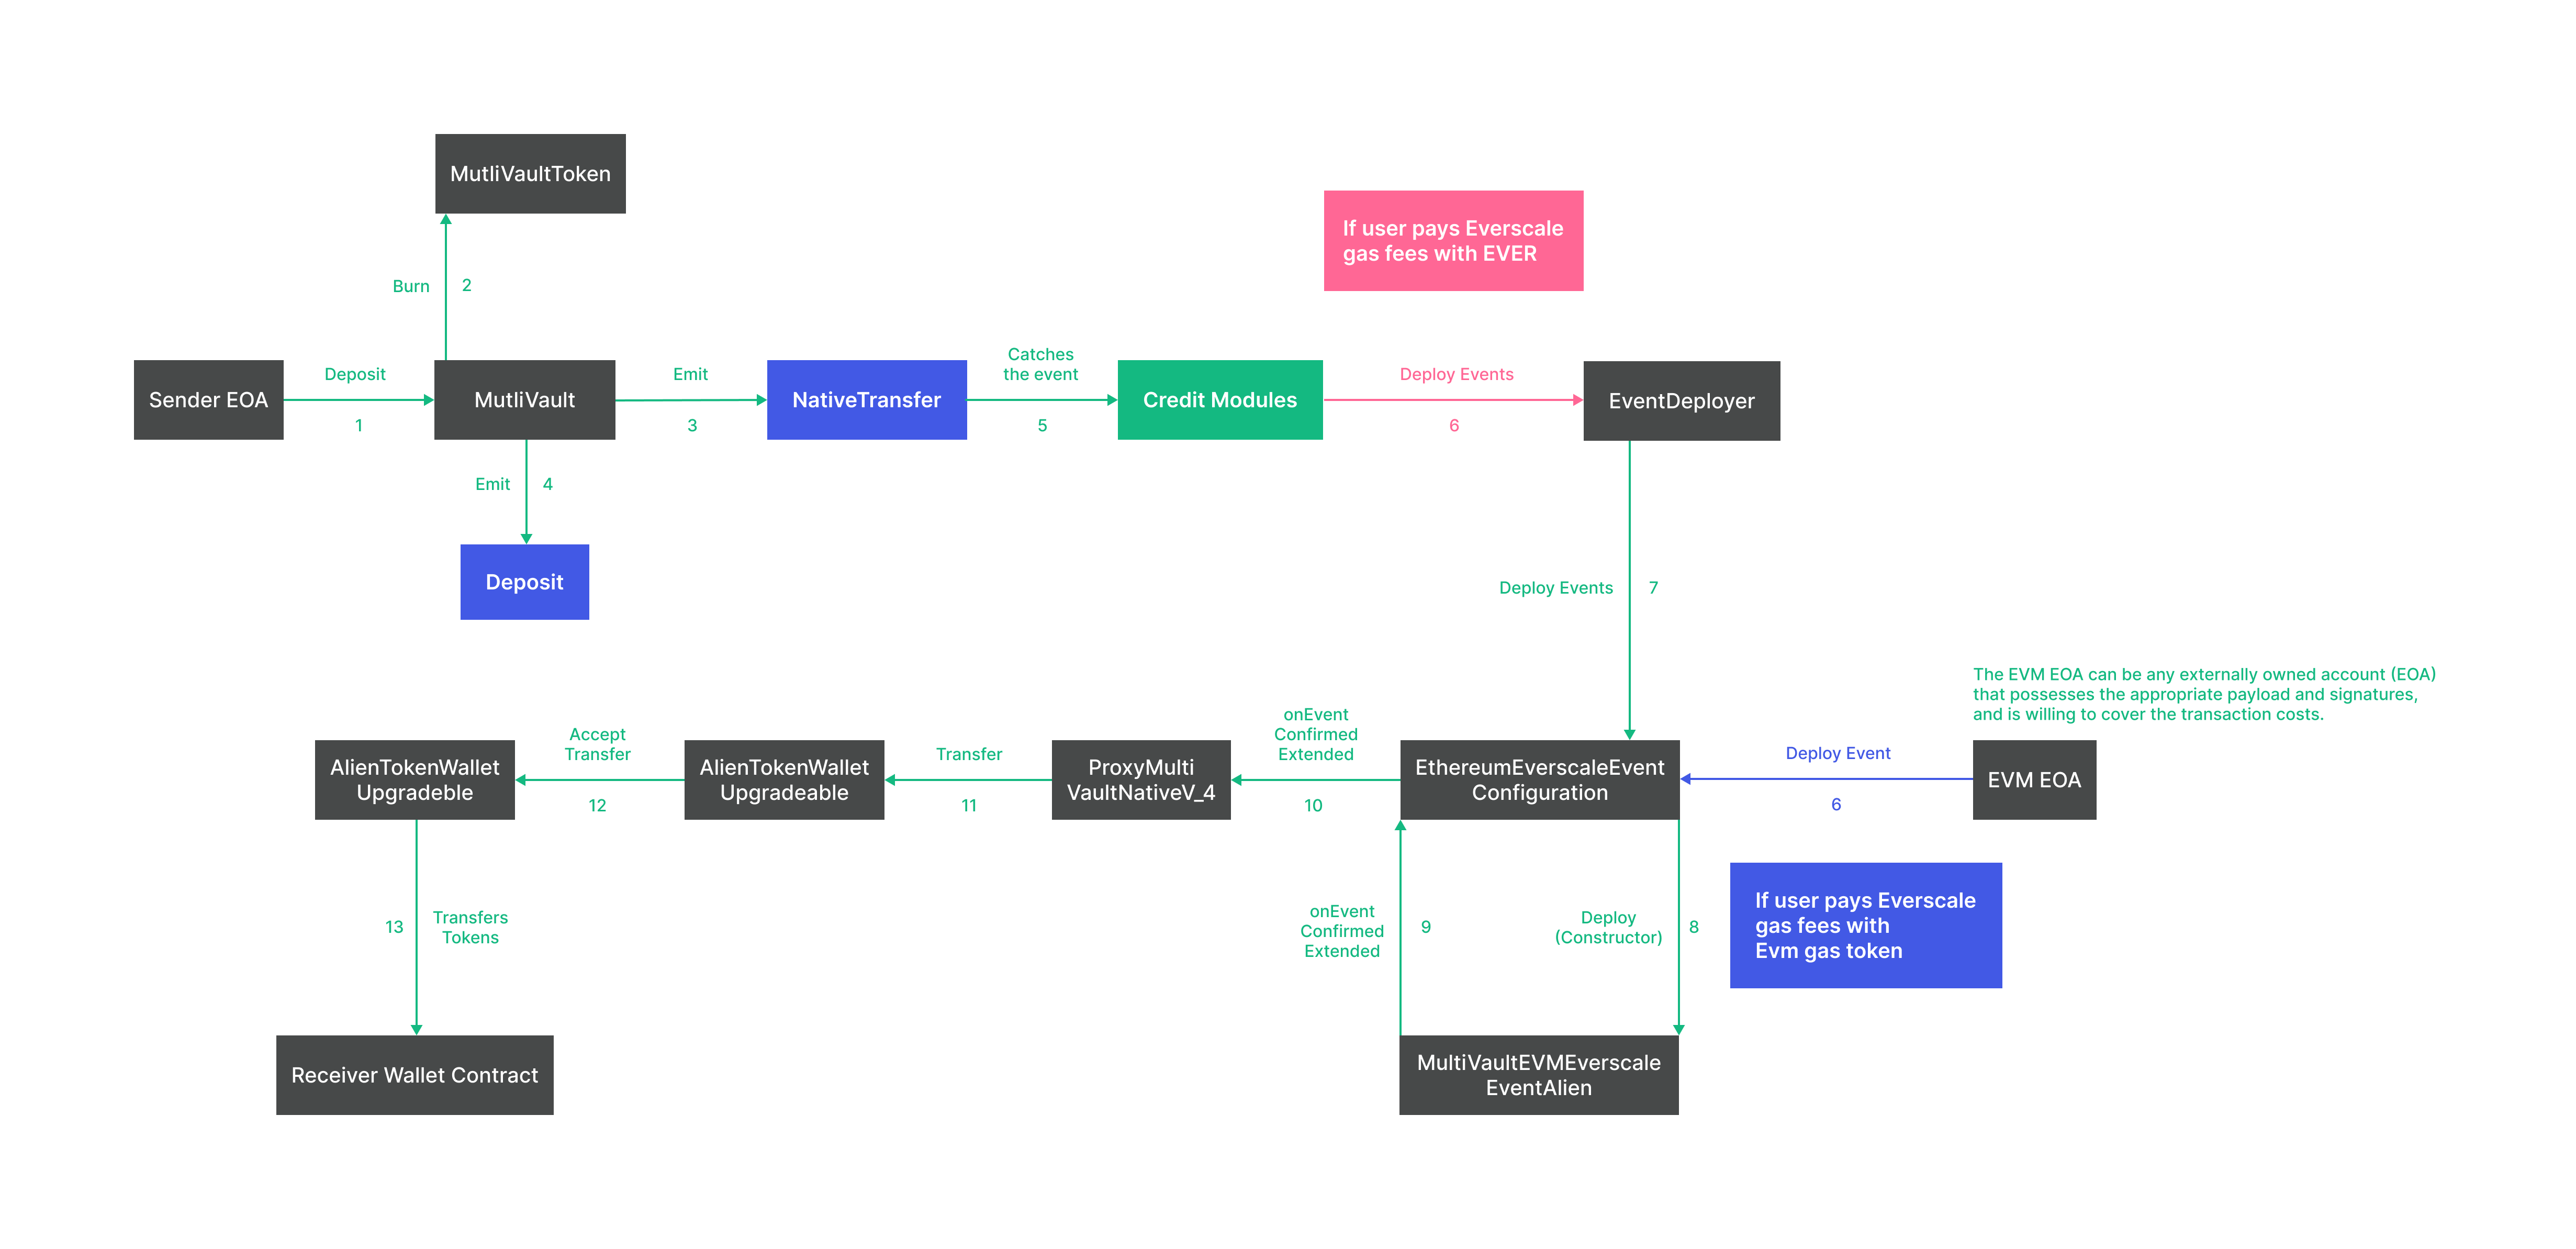 MutliVaultToken
If user pays Everscale
gas fees with EVER
Burn
2
Sender EOA
Deposit
1
MutliVault
Emit
3
NativeTransfer
Catches
the event
5
Credit Modules
Deploy Events
6
EventDeployer
Emit
4
Deposit
Deploy Events
7
The EVM EOA can be any externally owned account (EOA)
that possesses the appropriate payload and signatures,
and is willing to cover the transaction costs.
AlienTokenWallet
Upgradeble
Accept
Transfer
12
AlienTokenWallet
Upgradeable
Transfer
11
ProxyMulti
VaultNativeV_4
onEvent
Confirmed
Extended
10
EthereumEverscaleEvent
Configuration
Deploy Event
6
EVM EOA
13
Transfers
Tokens
onEvent
Confirmed
Extended
9
Deploy
(Constructor)
8
If user pays Everscale
gas fees with
Evm gas token
Receiver Wallet Contract
MultiVaultEVMEverscale
EventAlien